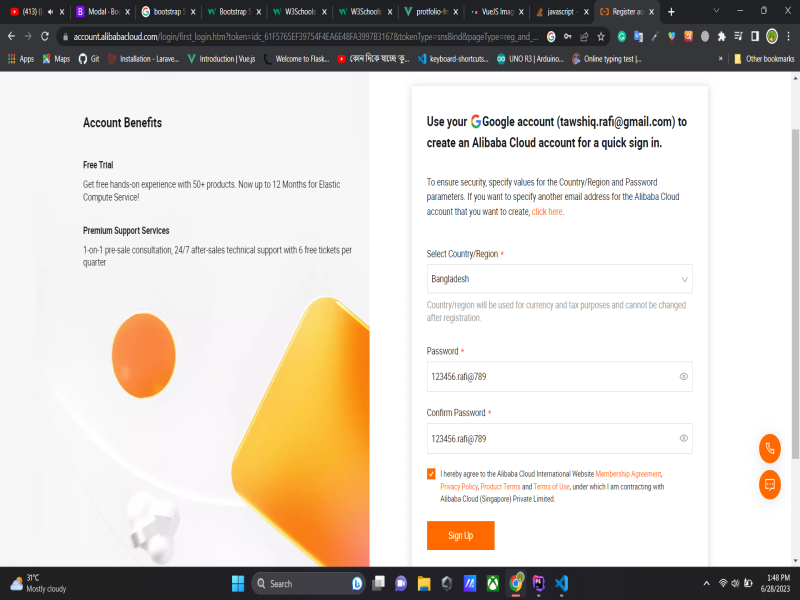 (413) (
Modal · Bo
bootstrap 5
Bootstrap 5
W3Schools
W3Schools
protfolio-fr
VueJS Imag
javascript -
Register ac
account.alibabacloud.com/login/first_login.htm?token=idc_61F5765EF39754F4EA6E48FA3997B3167&tokenType=snsBind&pageType=reg_and_...
Apps
Maps
Git
Installation - Larave...
Introduction | Vue.js
Welcome to Flask...
কোন দিকে যাচ্ছে কু...
keyboard-shortcuts...
UNO R3 | Arduino...
Online typing test |...
»
Other bookmarks
Account Benefits
Free Trial
Get free hands-on experience with 50+ products. Now up to 12 Months for Elastic
Compute Service!
Premium Support Services
1-on-1 pre-sale consultation, 24/7 after-sales technical support with 6 free tickets per
quarter
Use your Google account (tawshiq.rafi@gmail.com) to
create an Alibaba Cloud account for a quick sign in.
To ensure security, specify values for the Country/Region and Password
parameters. If you want to specify another email address for the Alibaba Cloud
account that you want to create, click here.
Select Country/Region *
Bangladesh
Country/region will be used for currency and tax purposes and cannot be changed
after registration.
Password *
123456.rafi@789
Confirm Password *
123456.rafi@789
I hereby agree to the Alibaba Cloud International Website Membership Agreement,
Privacy Policy, Product Terms and Terms of Use, under which I am contracting with
Alibaba Cloud (Singapore) Private Limited.
Sign Up
31°C
Mostly cloudy
Search
1:48 PM
6/28/2023